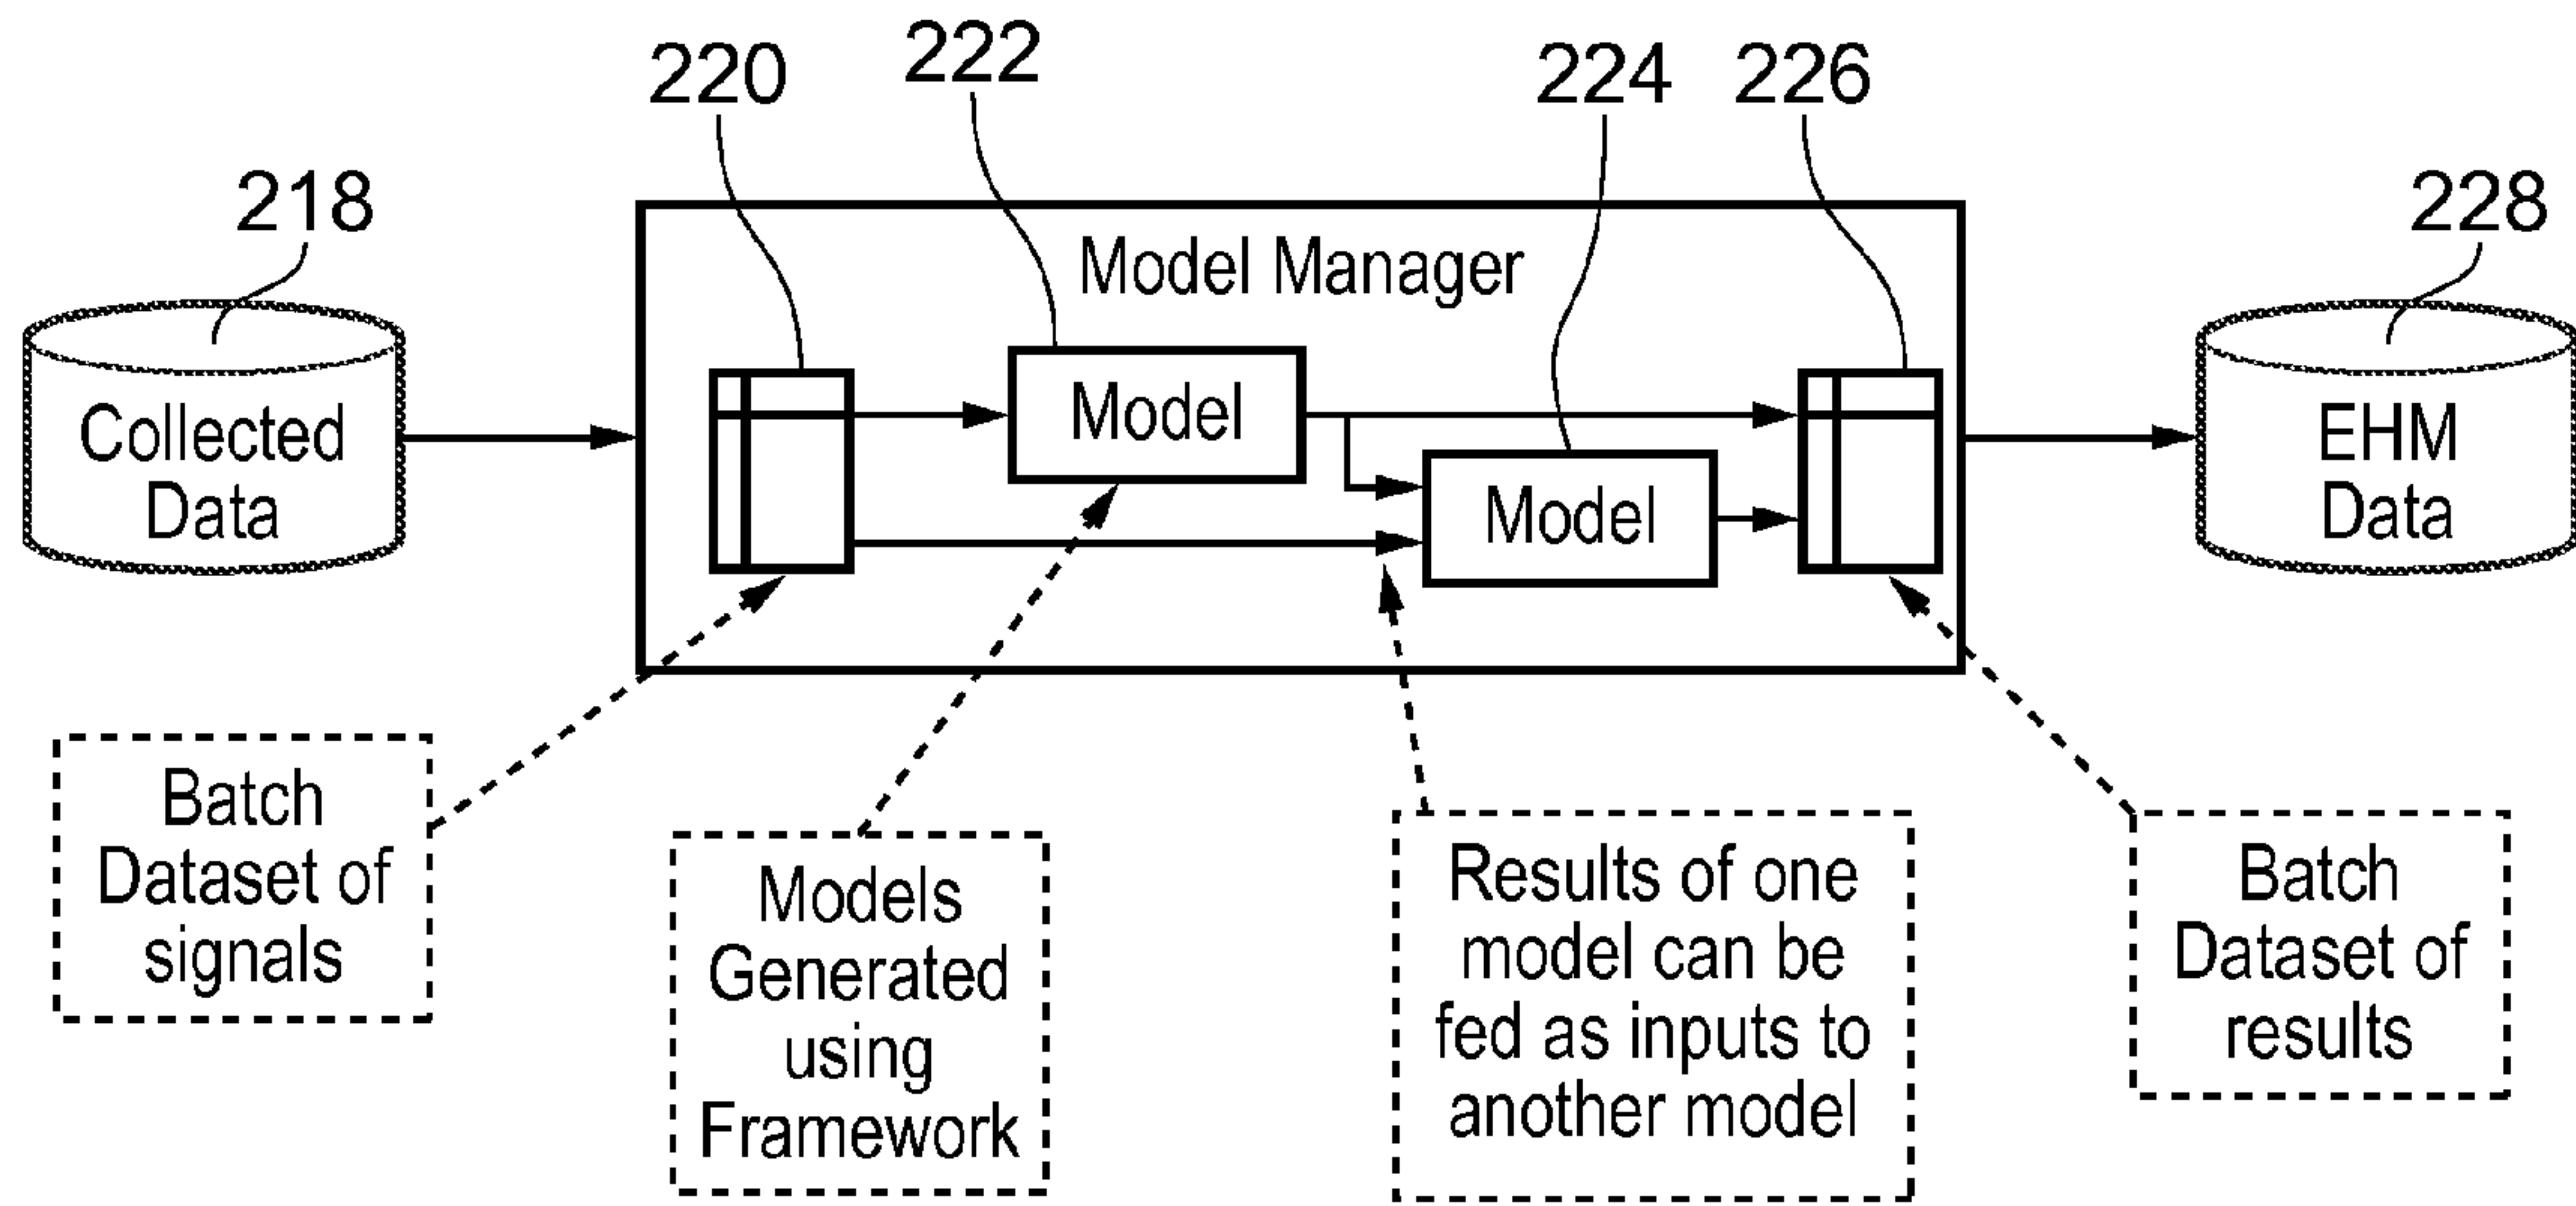 218
220
222
224
226
228
Model Manager
Collected
Data
Model
Model
EHM
Data
Batch
Dataset of
signals
Models
Generated
using
Framework
Results of one
model can be
fed as inputs to
another model
Batch
Dataset of
results